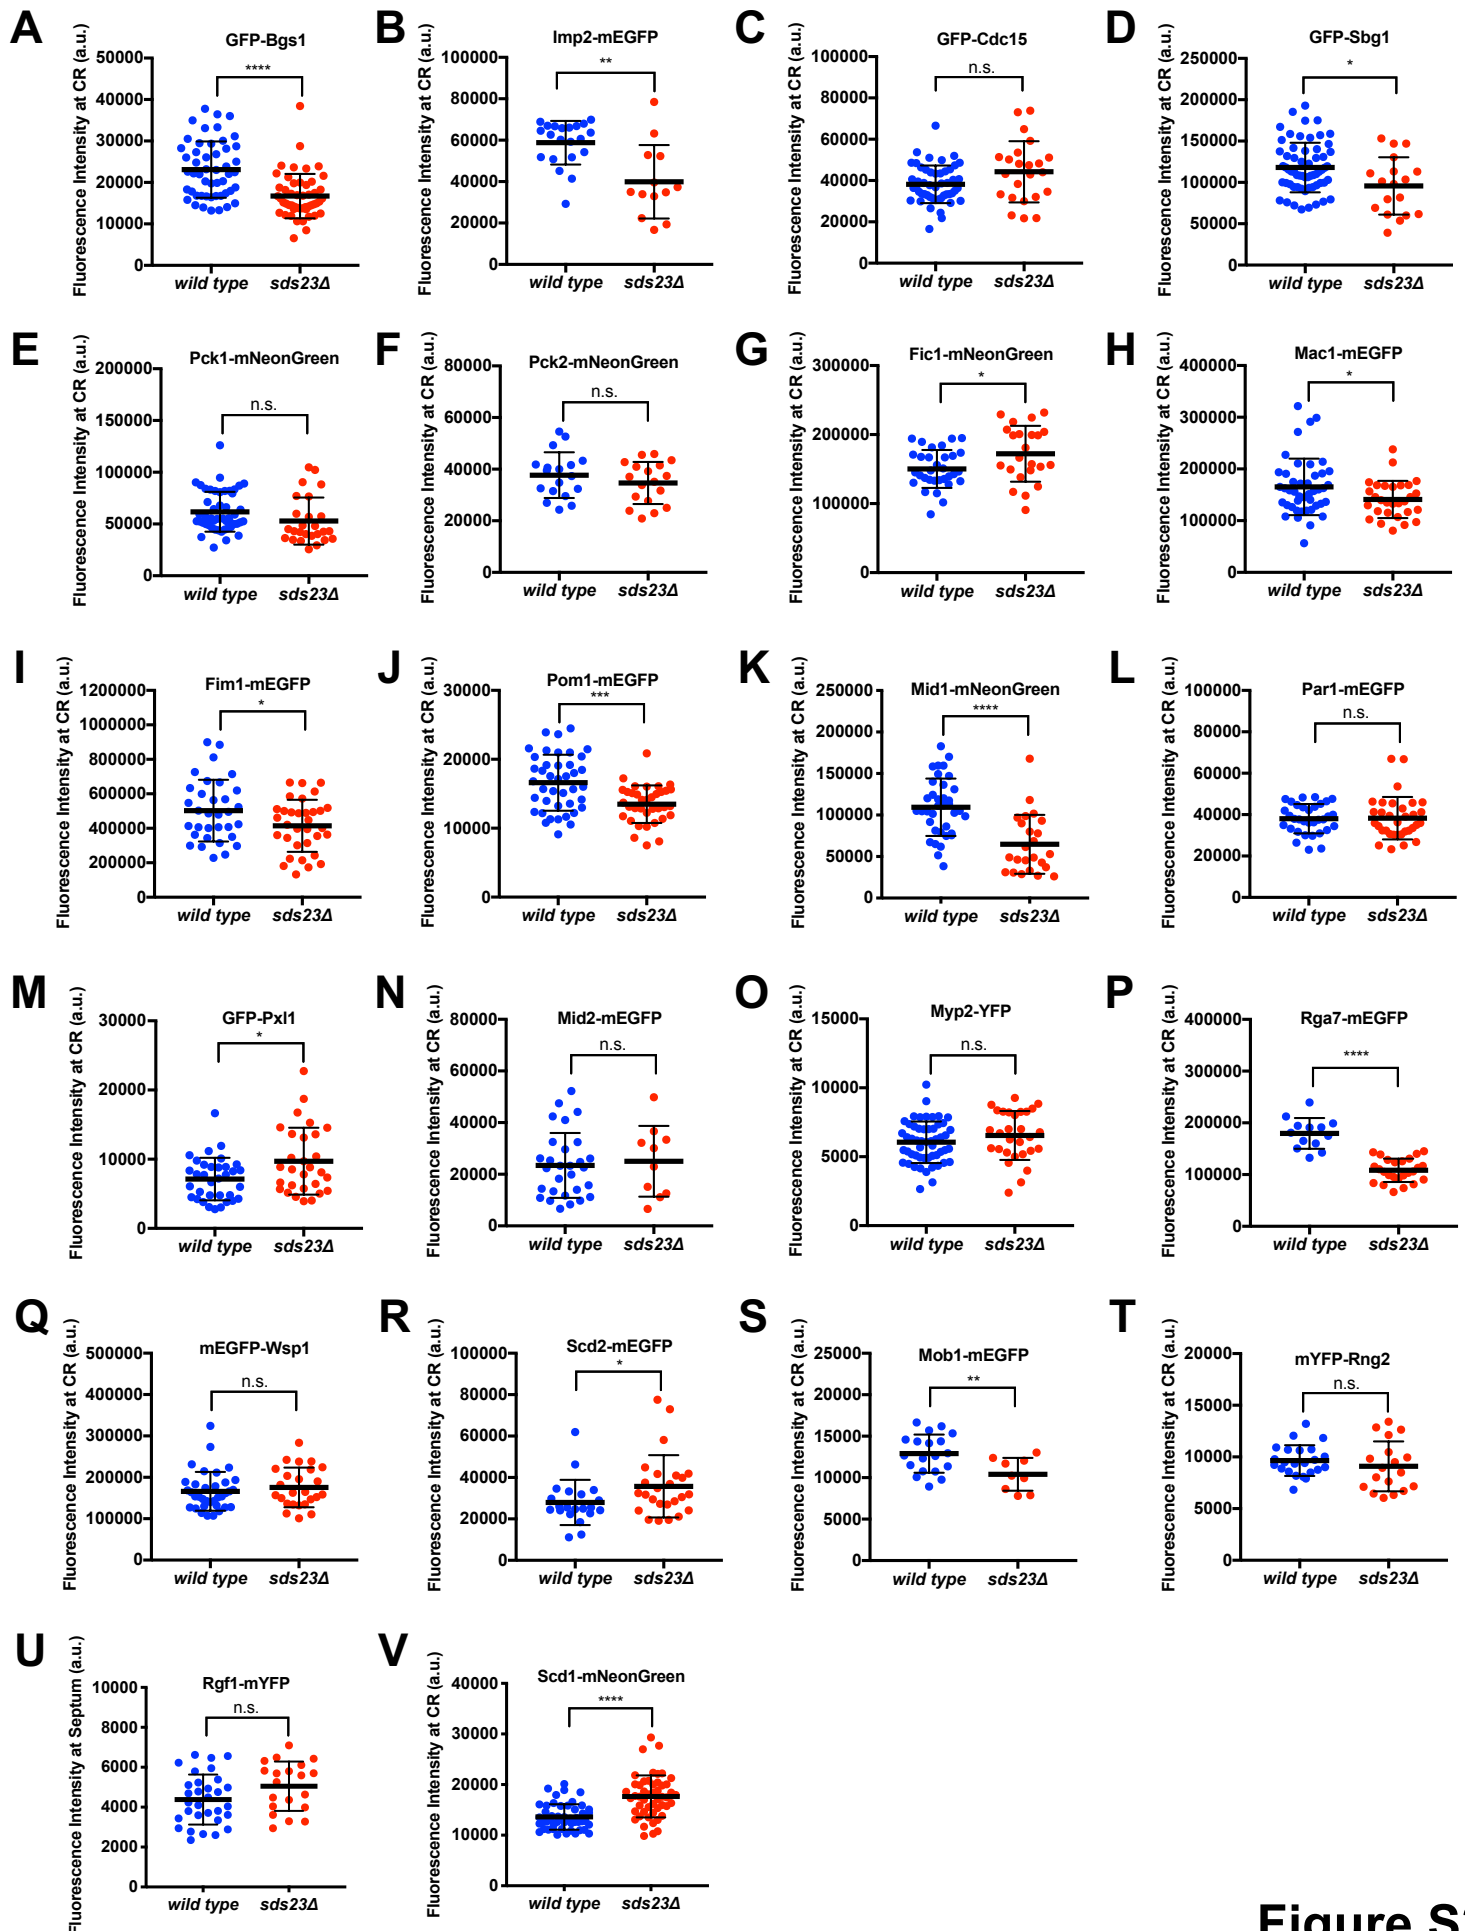 A
GFP-Bgs1
Fluorescence Intensity at CR (a.u.)
50000
40000
30000
20000
10000
0
****
wild type
sds23Δ
B
Imp2-mEGFP
Fluorescence Intensity at CR (a.u.)
100000
80000
60000
40000
20000
0
**
wild type
sds23Δ
C
GFP-Cdc15
Fluorescence Intensity at CR (a.u.)
100000
80000
60000
40000
20000
0
n.s.
wild type
sds23Δ
D
GFP-Sbg1
Fluorescence Intensity at CR (a.u.)
250000
200000
150000
100000
50000
0
*
wild type
sds23Δ
E
Pck1-mNeonGreen
Fluorescence Intensity at CR (a.u.)
200000
150000
100000
50000
0
n.s.
wild type
sds23Δ
F
Pck2-mNeonGreen
Fluorescence Intensity at CR (a.u.)
80000
60000
40000
20000
0
n.s.
wild type
sds23Δ
G
Fic1-mNeonGreen
Fluorescence Intensity at CR (a.u.)
300000
200000
100000
0
*
wild type
sds23Δ
H
Mac1-mEGFP
Fluorescence Intensity at CR (a.u.)
400000
300000
200000
100000
0
*
wild type
sds23Δ
I
Fim1-mEGFP
Fluorescence Intensity at CR (a.u.)
1200000
1000000
800000
600000
400000
200000
0
*
wild type
sds23Δ
J
Pom1-mEGFP
Fluorescence Intensity at CR (a.u.)
30000
20000
10000
0
***
wild type
sds23Δ
K
Mid1-mNeonGreen
Fluorescence Intensity at CR (a.u.)
250000
200000
150000
100000
50000
0
****
wild type
sds23Δ
L
Par1-mEGFP
Fluorescence Intensity at CR (a.u.)
100000
80000
60000
40000
20000
0
n.s.
wild type
sds23Δ
M
GFP-Pxl1
Fluorescence Intensity at CR (a.u.)
30000
20000
10000
0
*
wild type
sds23Δ
N
Mid2-mEGFP
Fluorescence Intensity at CR (a.u.)
80000
60000
40000
20000
0
n.s.
wild type
sds23Δ
O
Myp2-YFP
Fluorescence Intensity at CR (a.u.)
15000
10000
5000
0
n.s.
wild type
sds23Δ
P
Rga7-mEGFP
Fluorescence Intensity at CR (a.u.)
400000
300000
200000
100000
0
****
wild type
sds23Δ
Q
mEGFP-Wsp1
Fluorescence Intensity at CR (a.u.)
500000
400000
300000
200000
100000
0
n.s.
wild type
sds23Δ
R
Scd2-mEGFP
Fluorescence Intensity at CR (a.u.)
100000
80000
60000
40000
20000
0
*
wild type
sds23Δ
S
Mob1-mEGFP
Fluorescence Intensity at CR (a.u.)
25000
20000
15000
10000
5000
0
**
wild type
sds23Δ
T
mYFP-Rng2
Fluorescence Intensity at CR (a.u.)
20000
15000
10000
5000
0
n.s.
wild type
sds23Δ
U
Rgf1-mYFP
Fluorescence Intensity at Septum (a.u.)
10000
8000
6000
4000
2000
0
n.s.
wild type
sds23Δ
V
Scd1-mNeonGreen
Fluorescence Intensity at CR (a.u.)
40000
30000
20000
10000
0
****
wild type
sds23Δ
Figure